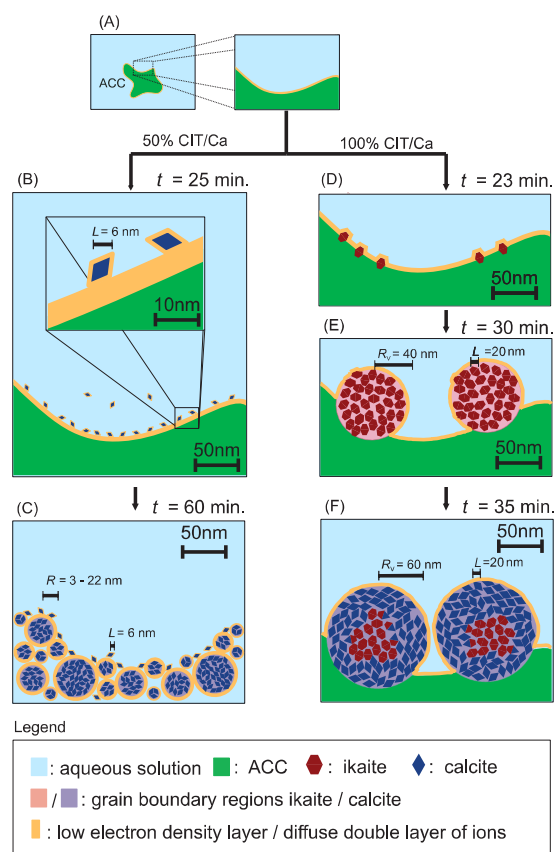 (A)
ACC
50% CIT/Ca
100% CIT/Ca
(B)
t = 25 min.
L = 6 nm
10nm
50nm
(D)
t = 23 min.
50nm
t = 30 min.
(E)
Rv = 40 nm
L =20 nm
50nm
t = 60 min.
(C)
50nm
R = 3 - 22 nm
L = 6 nm
t = 35 min.
(F)
50nm
Rv = 60 nm
L =20nm
Legend
: aqueous solution : ACC : ikaite : calcite
/ : grain boundary regions ikaite / calcite
: low electron density layer / diffuse double layer of ions